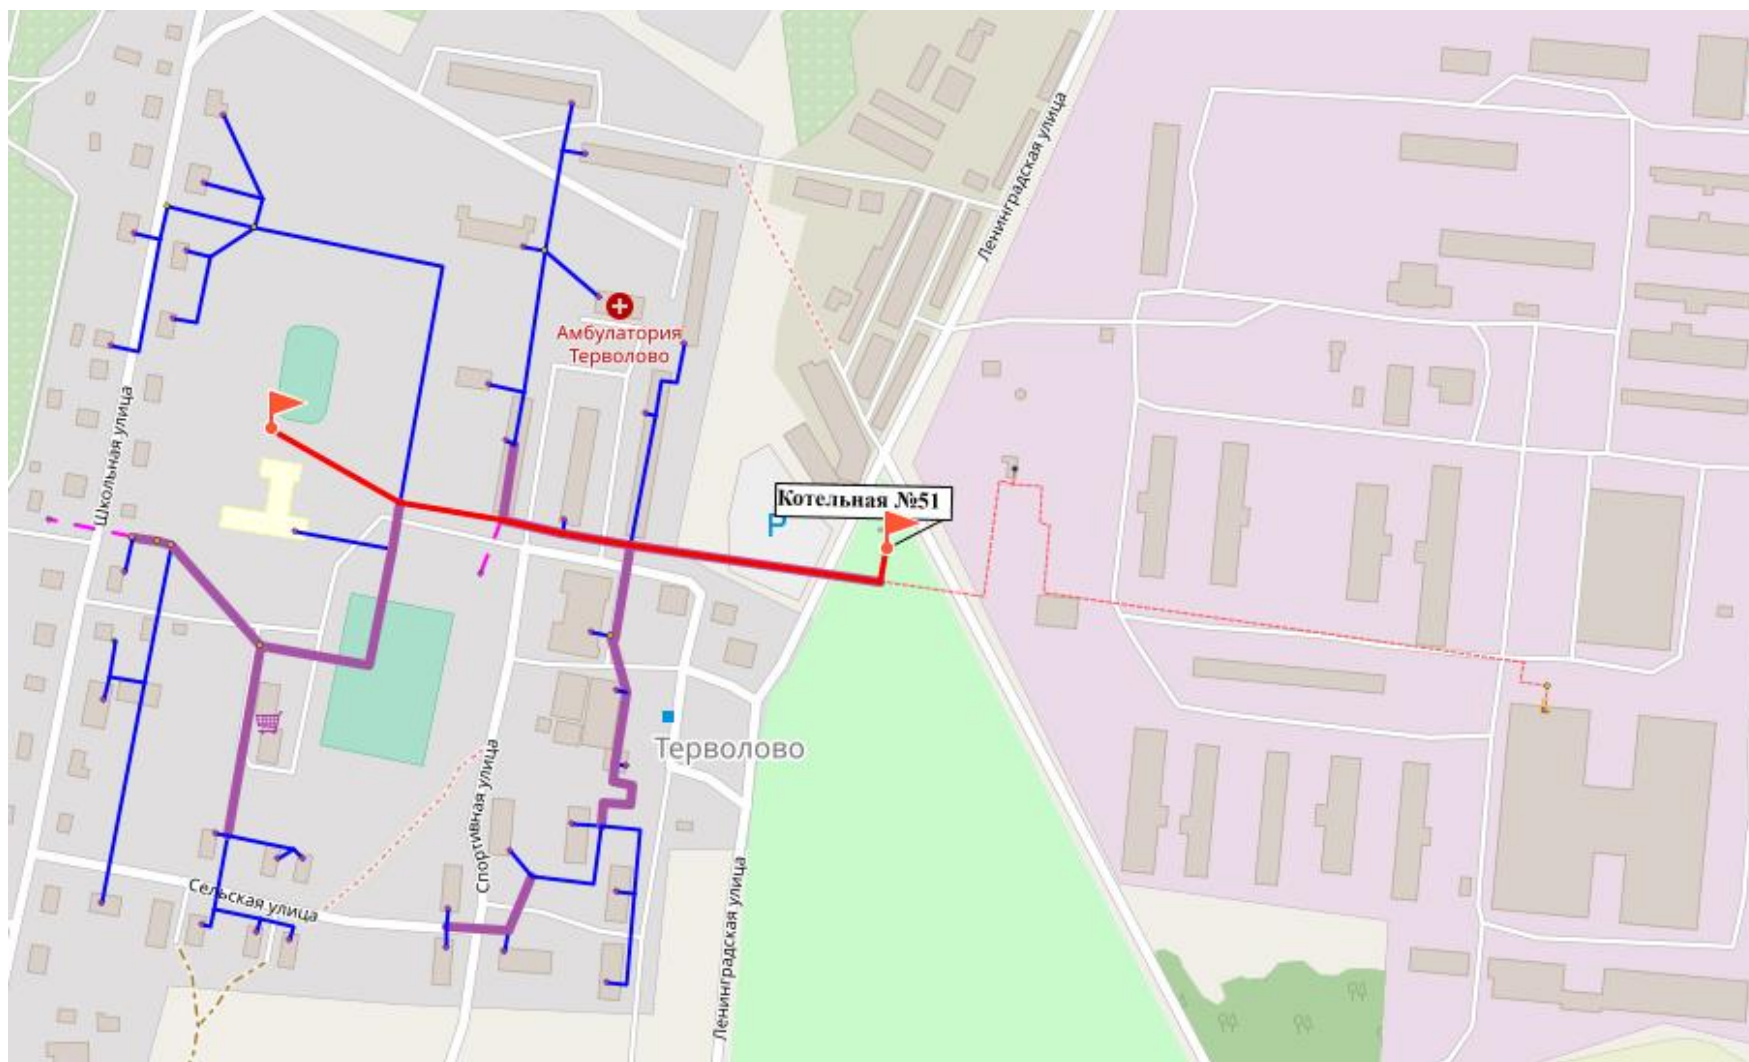 Ленинградская улица
Амбулатория
Терволово
Школьная улица
Котельная №51
P
Терволово
Спортивная улица
Сельская улица
Ленинградская улица